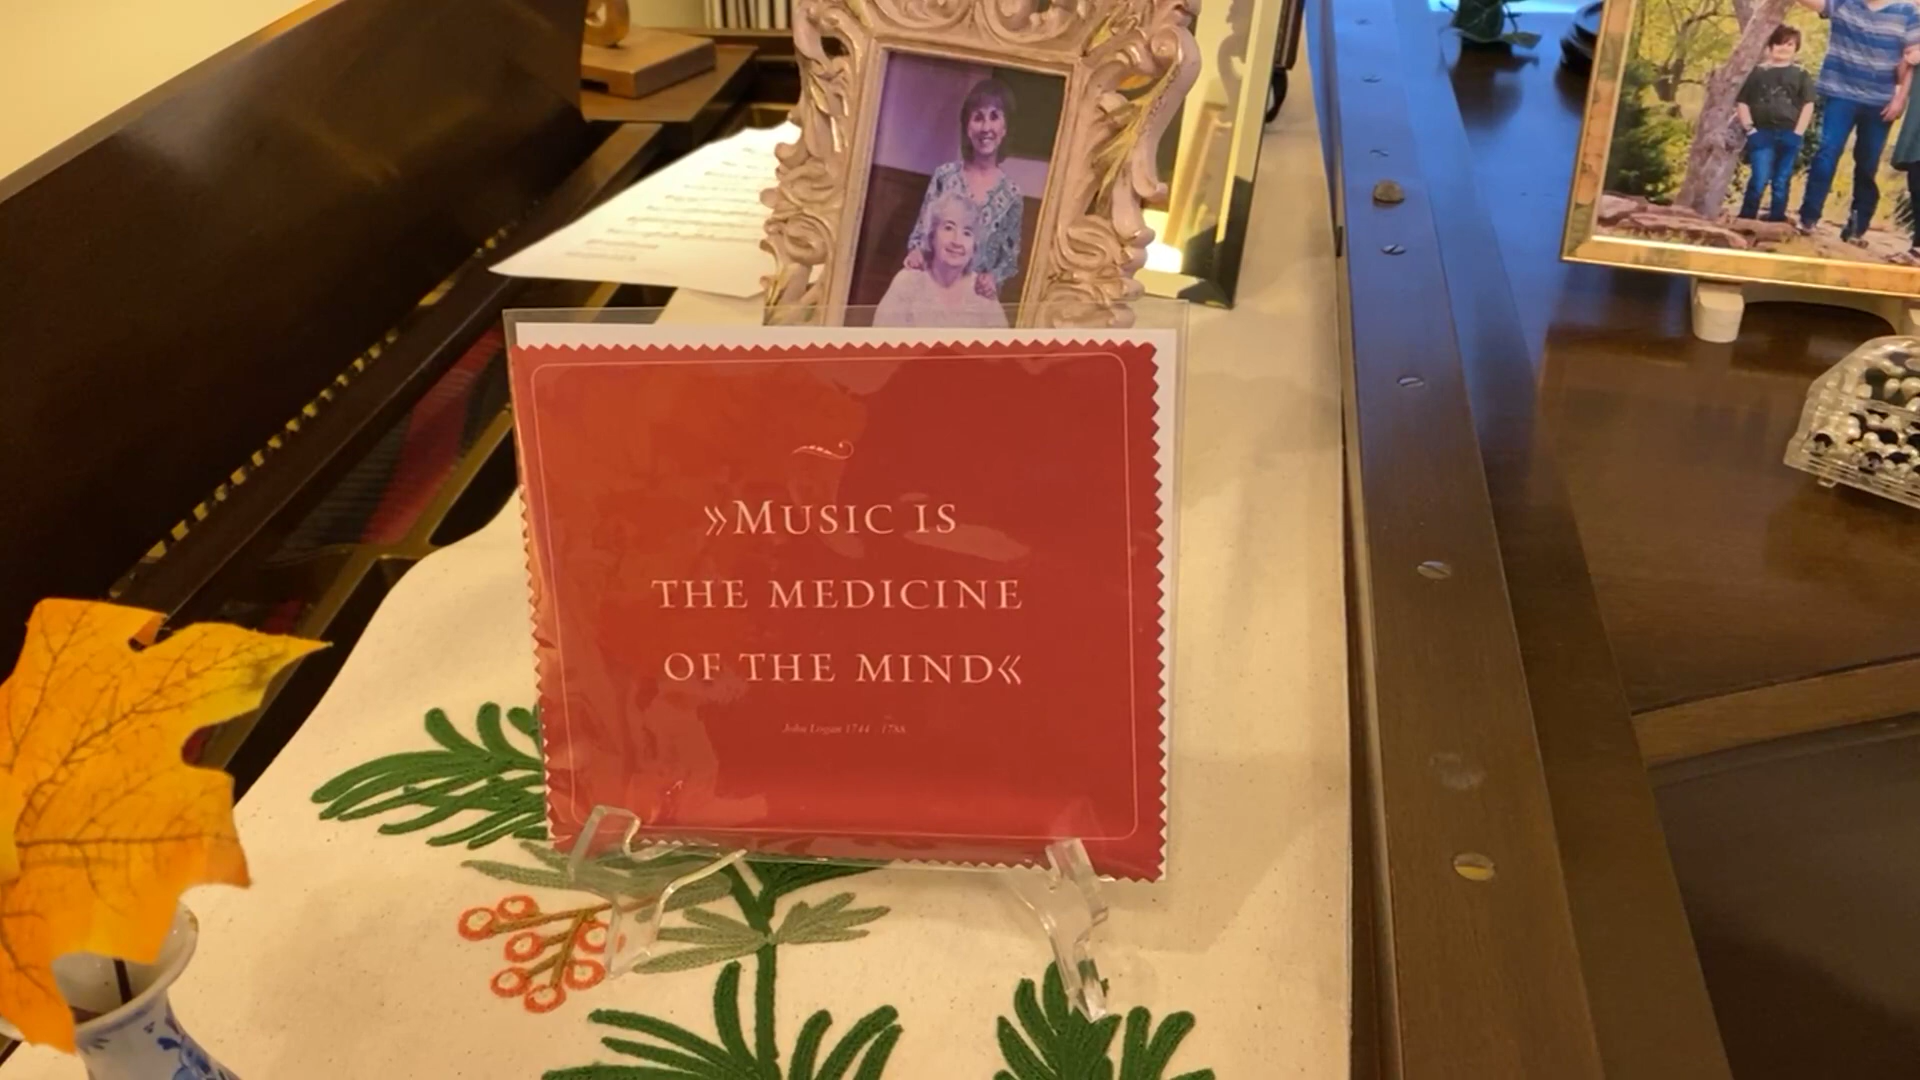 »MUSIC IS
THE MEDICINE
OF THE MIND«
John Logan 1744 - 1788